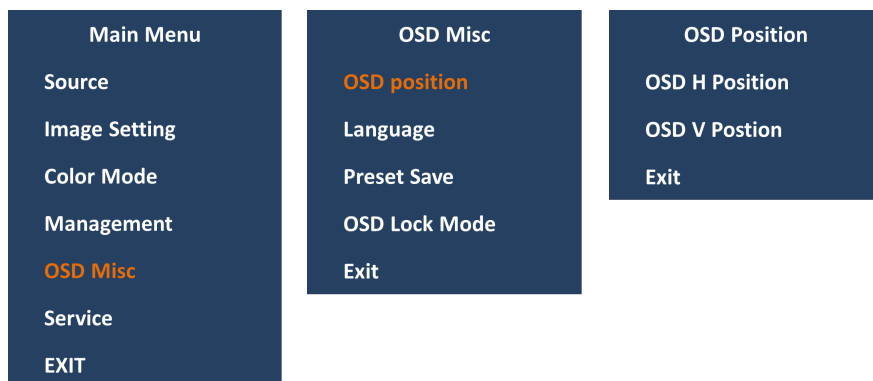 Main Menu
Source
Image Setting
Color Mode
Management
OSD Misc
Service
EXIT
OSD Misc
OSD position
Language
Preset Save
OSD Lock Mode
Exit
OSD Position
OSD H Position
OSD V Postion
Exit